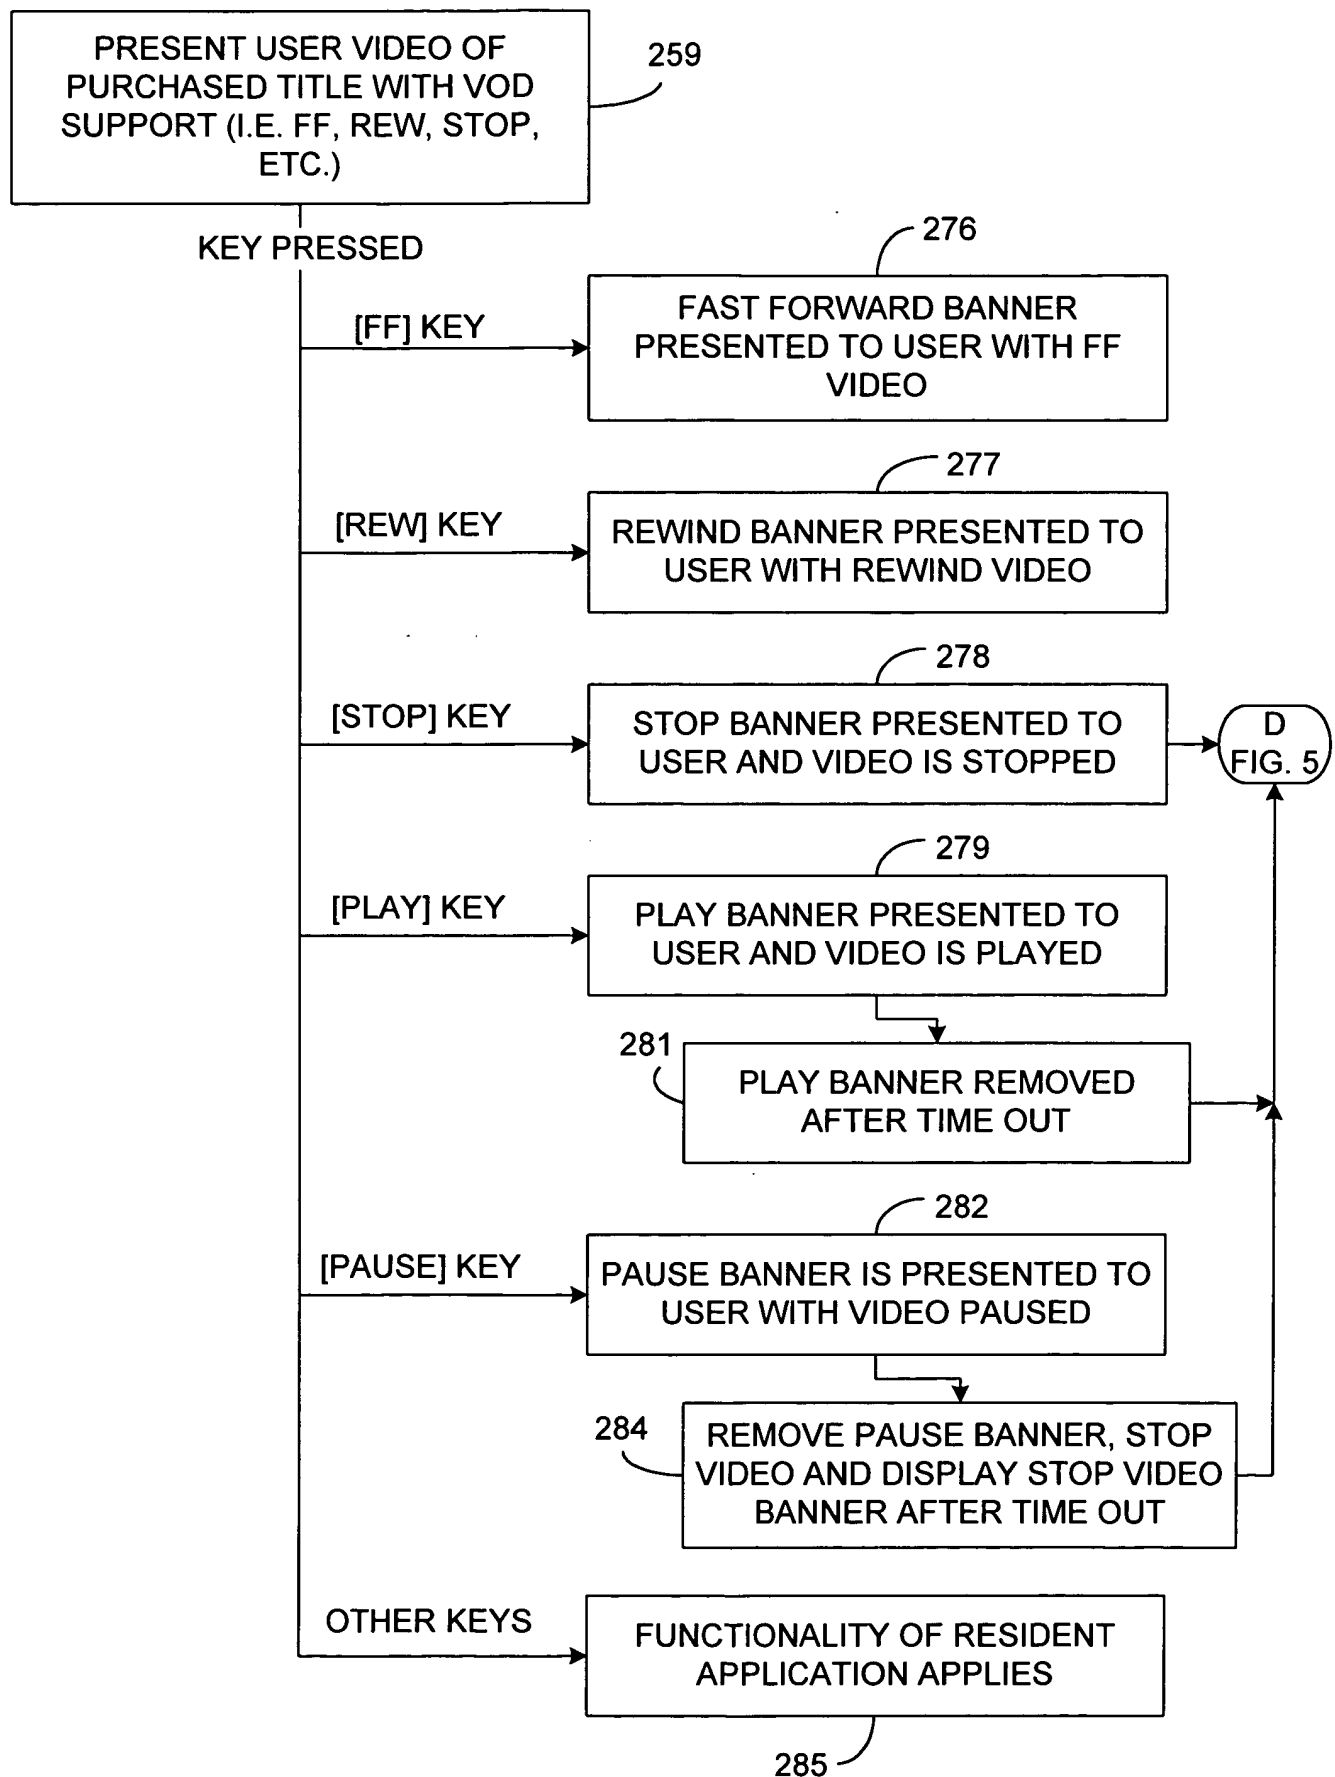 PRESENT USER VIDEO OF
PURCHASED TITLE WITH VOD
SUPPORT (I.E. FF, REW, STOP,
ETC.)
259
KEY PRESSED
276
[FF] KEY
FAST FORWARD BANNER
PRESENTED TO USER WITH FF
VIDEO
277
[REW] KEY
REWIND BANNER PRESENTED TO
USER WITH REWIND VIDEO
278
[STOP] KEY
STOP BANNER PRESENTED TO
USER AND VIDEO IS STOPPED
D
FIG. 5
279
[PLAY] KEY
PLAY BANNER PRESENTED TO
USER AND VIDEO IS PLAYED
281
PLAY BANNER REMOVED
AFTER TIME OUT
282
[PAUSE] KEY
PAUSE BANNER IS PRESENTED TO
USER WITH VIDEO PAUSED
284
REMOVE PAUSE BANNER, STOP
VIDEO AND DISPLAY STOP VIDEO
BANNER AFTER TIME OUT
OTHER KEYS
FUNCTIONALITY OF RESIDENT
APPLICATION APPLIES
285